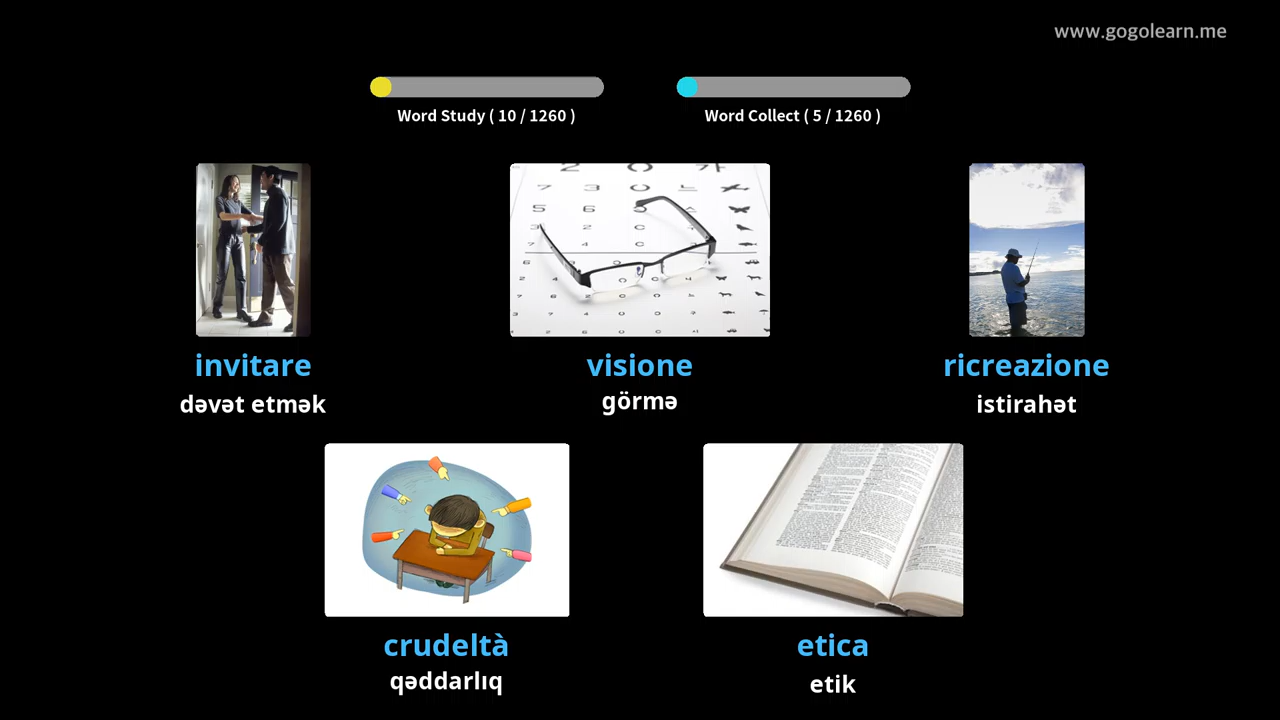 www.gogolearn.me
Word Study ( 10 / 1260 )
Word Collect ( 5 / 1260 )
invitare
visione
ricreazione
dəvət etmək
görmə
istirahət
crudeltà
etica
qəddarlıq
etik